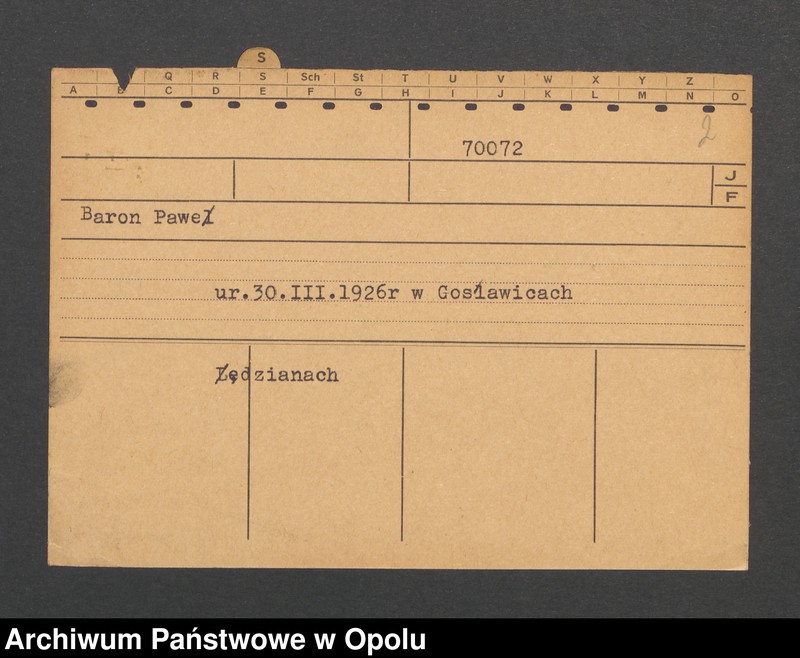 S
Q R S Sch St T U V W X Y Z
A B C D E F G H I J K L M N O
2
70072
J
F
Baron Paweł
ur.30.III.1926r w Gosławicach
Łędzianach
Archiwum Państwowe w Opolu